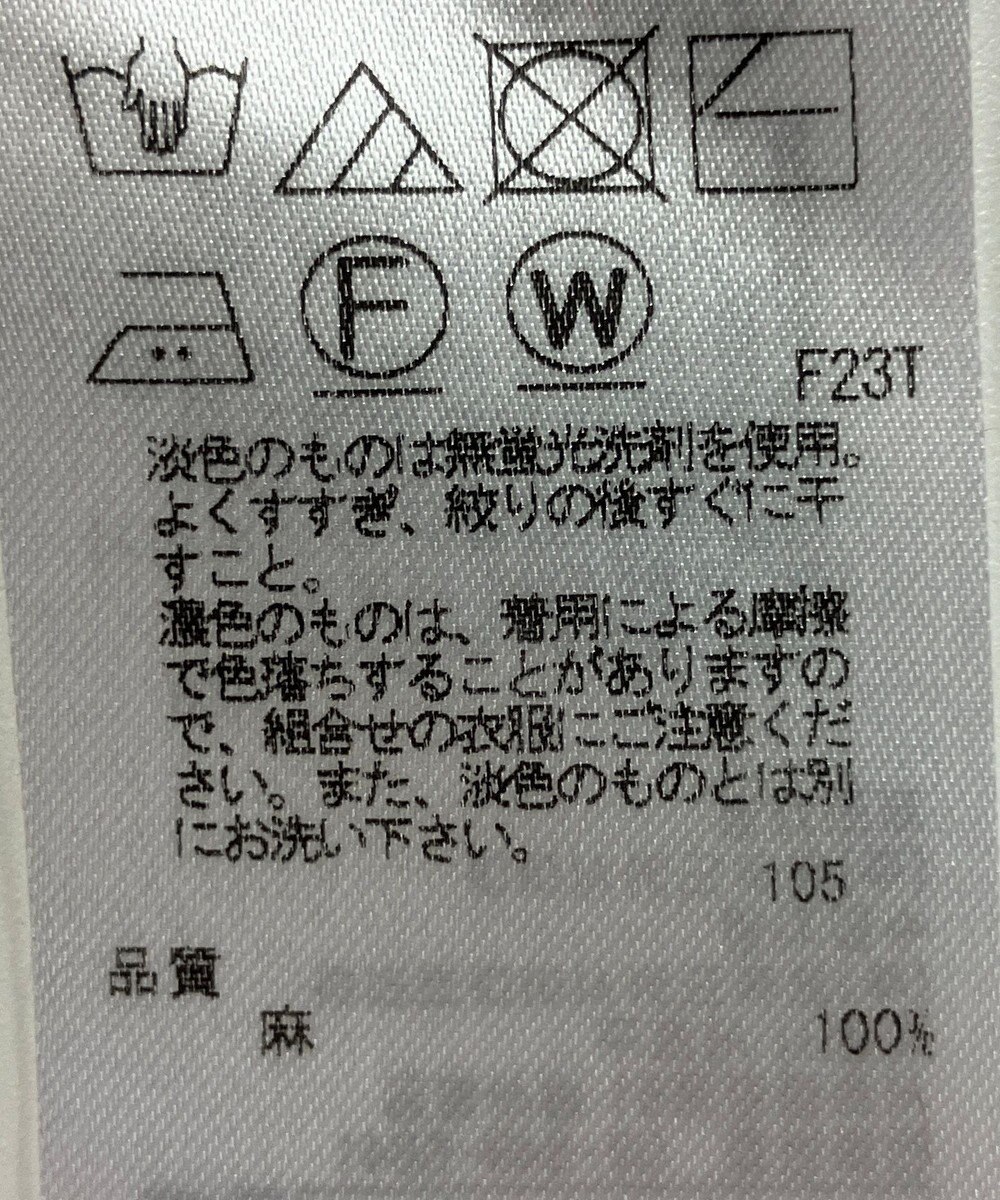 F W
F23T
淡色のものは無蛍光洗剤を使用。
よくすすぎ、絞りの後すぐに干
すこと。
濃色のものは、着用による摩擦
で色落ちすることがありますの
で、組合せの衣服にご注意くだ
さい。また、淡色のものとは別
にお洗い下さい。
105
品質
麻 100%